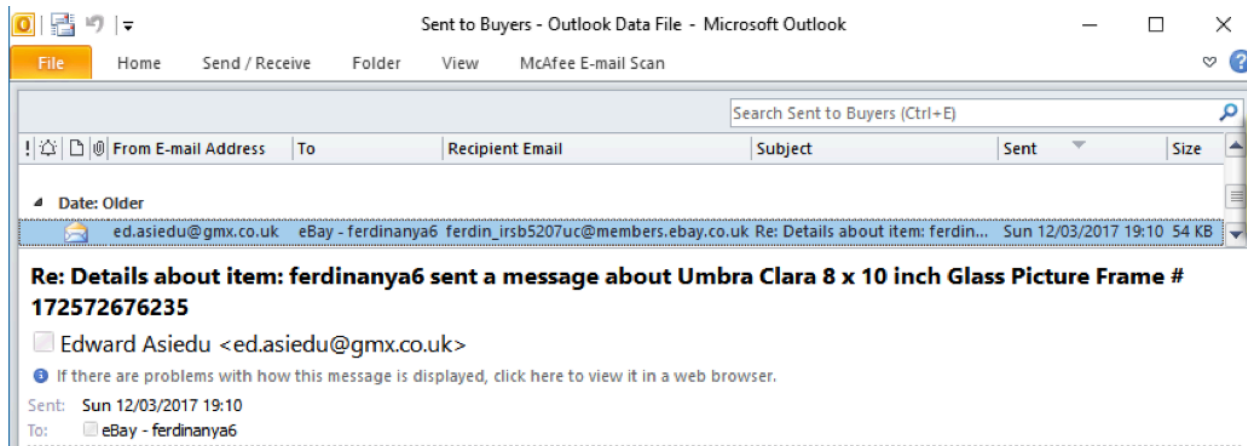 Sent to Buyers - Outlook Data File - Microsoft Outlook
File Home Send / Receive Folder View McAfee E-mail Scan
Search Sent to Buyers (Ctrl+E)
! From E-mail Address To Recipient Email Subject Sent Size
Date: Older
ed.asiedu@gmx.co.uk eBay - ferdinanya6 ferdin_irsb5207uc@members.ebay.co.uk Re: Details about item: ferdin... Sun 12/03/2017 19:10 54 KB
Re: Details about item: ferdinanya6 sent a message about Umbra Clara 8 x 10 inch Glass Picture Frame #
172572676235
Edward Asiedu <ed.asiedu@gmx.co.uk>
If there are problems with how this message is displayed, click here to view it in a web browser.
Sent: Sun 12/03/2017 19:10
To: eBay - ferdinanya6